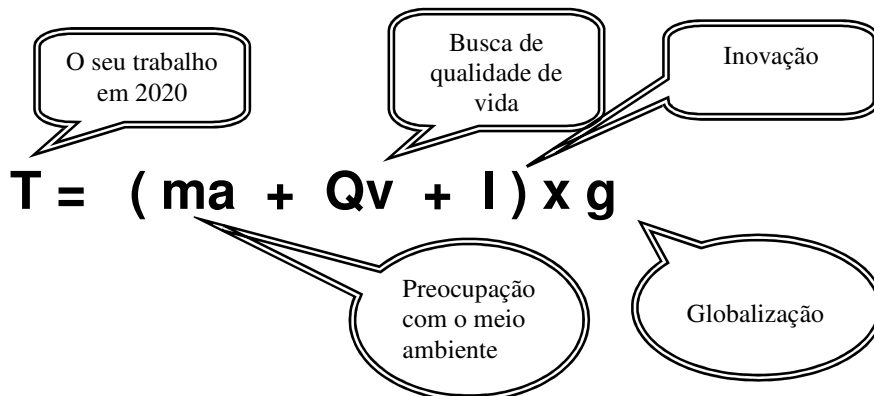 O seu trabalho
em 2020
Busca de
qualidade de
vida
Inovação
T = ( ma + Qv + I ) x g
Preocupação
com o meio
ambiente
Globalização